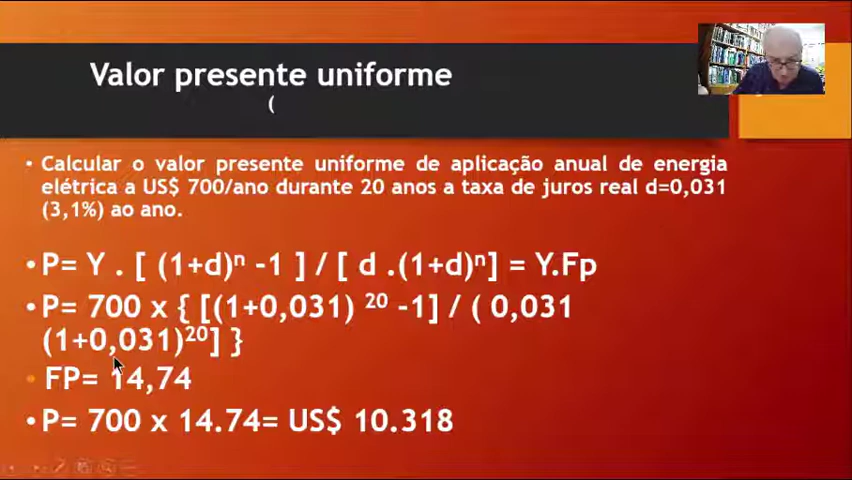 Valor presente uniforme
(
• Calcular o valor presente uniforme de aplicação anual de energia
elétrica a US$ 700/ano durante 20 anos a taxa de juros real d=0,031
(3,1%) ao ano.
• P= Y . [ (1+d)ⁿ -1 ] / [ d .(1+d)ⁿ] = Y.Fp
• P= 700 x { [(1+0,031) ²⁰ -1] / ( 0,031
(1+0,031)²⁰] }
• FP= 14,74
• P= 700 x 14.74= US$ 10.318